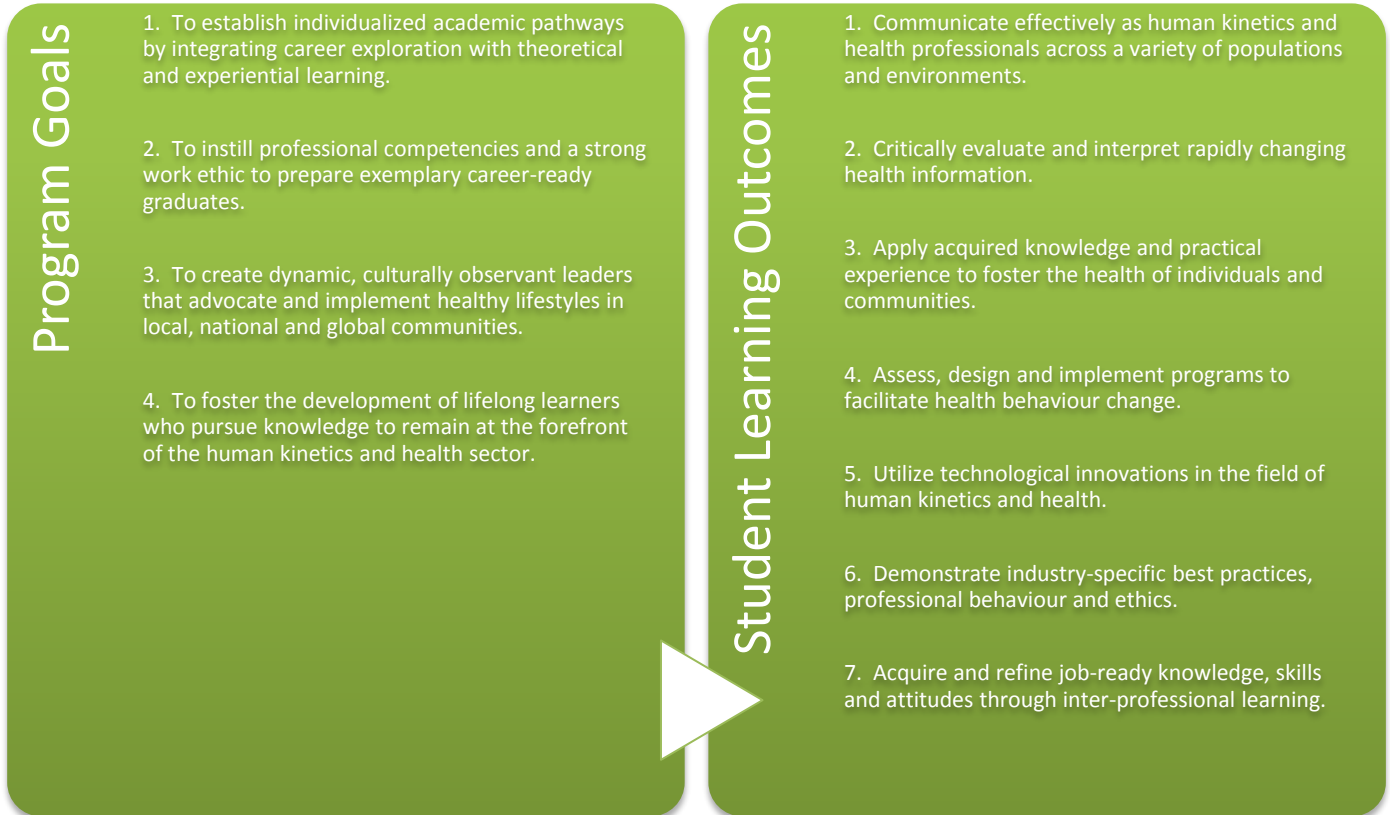 Program Goals
1. To establish individualized academic pathways
by integrating career exploration with theoretical
and experiential learning.
2. To instill professional competencies and a strong
work ethic to prepare exemplary career-ready
graduates.
3. To create dynamic, culturally observant leaders
that advocate and implement healthy lifestyles in
local, national and global communities.
4. To foster the development of lifelong learners
who pursue knowledge to remain at the forefront
of the human kinetics and health sector.
Student Learning Outcomes
1. Communicate effectively as human kinetics and
health professionals across a variety of populations
and environments.
2. Critically evaluate and interpret rapidly changing
health information.
3. Apply acquired knowledge and practical
experience to foster the health of individuals and
communities.
4. Assess, design and implement programs to
facilitate health behaviour change.
5. Utilize technological innovations in the field of
human kinetics and health.
6. Demonstrate industry-specific best practices,
professional behaviour and ethics.
7. Acquire and refine job-ready knowledge, skills
and attitudes through inter-professional learning.